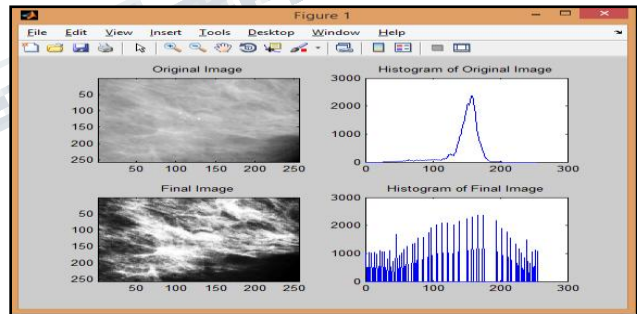 Figure 1
File Edit View Insert Tools Desktop Window Help
Original Image
50
100
150
200
250
50 100 150 200 250
Histogram of Original Image
3000
2000
1000
0
0 100 200 300
Final Image
50
100
150
200
250
50 100 150 200 250
Histogram of Final Image
3000
2000
1000
0
0 100 200 300